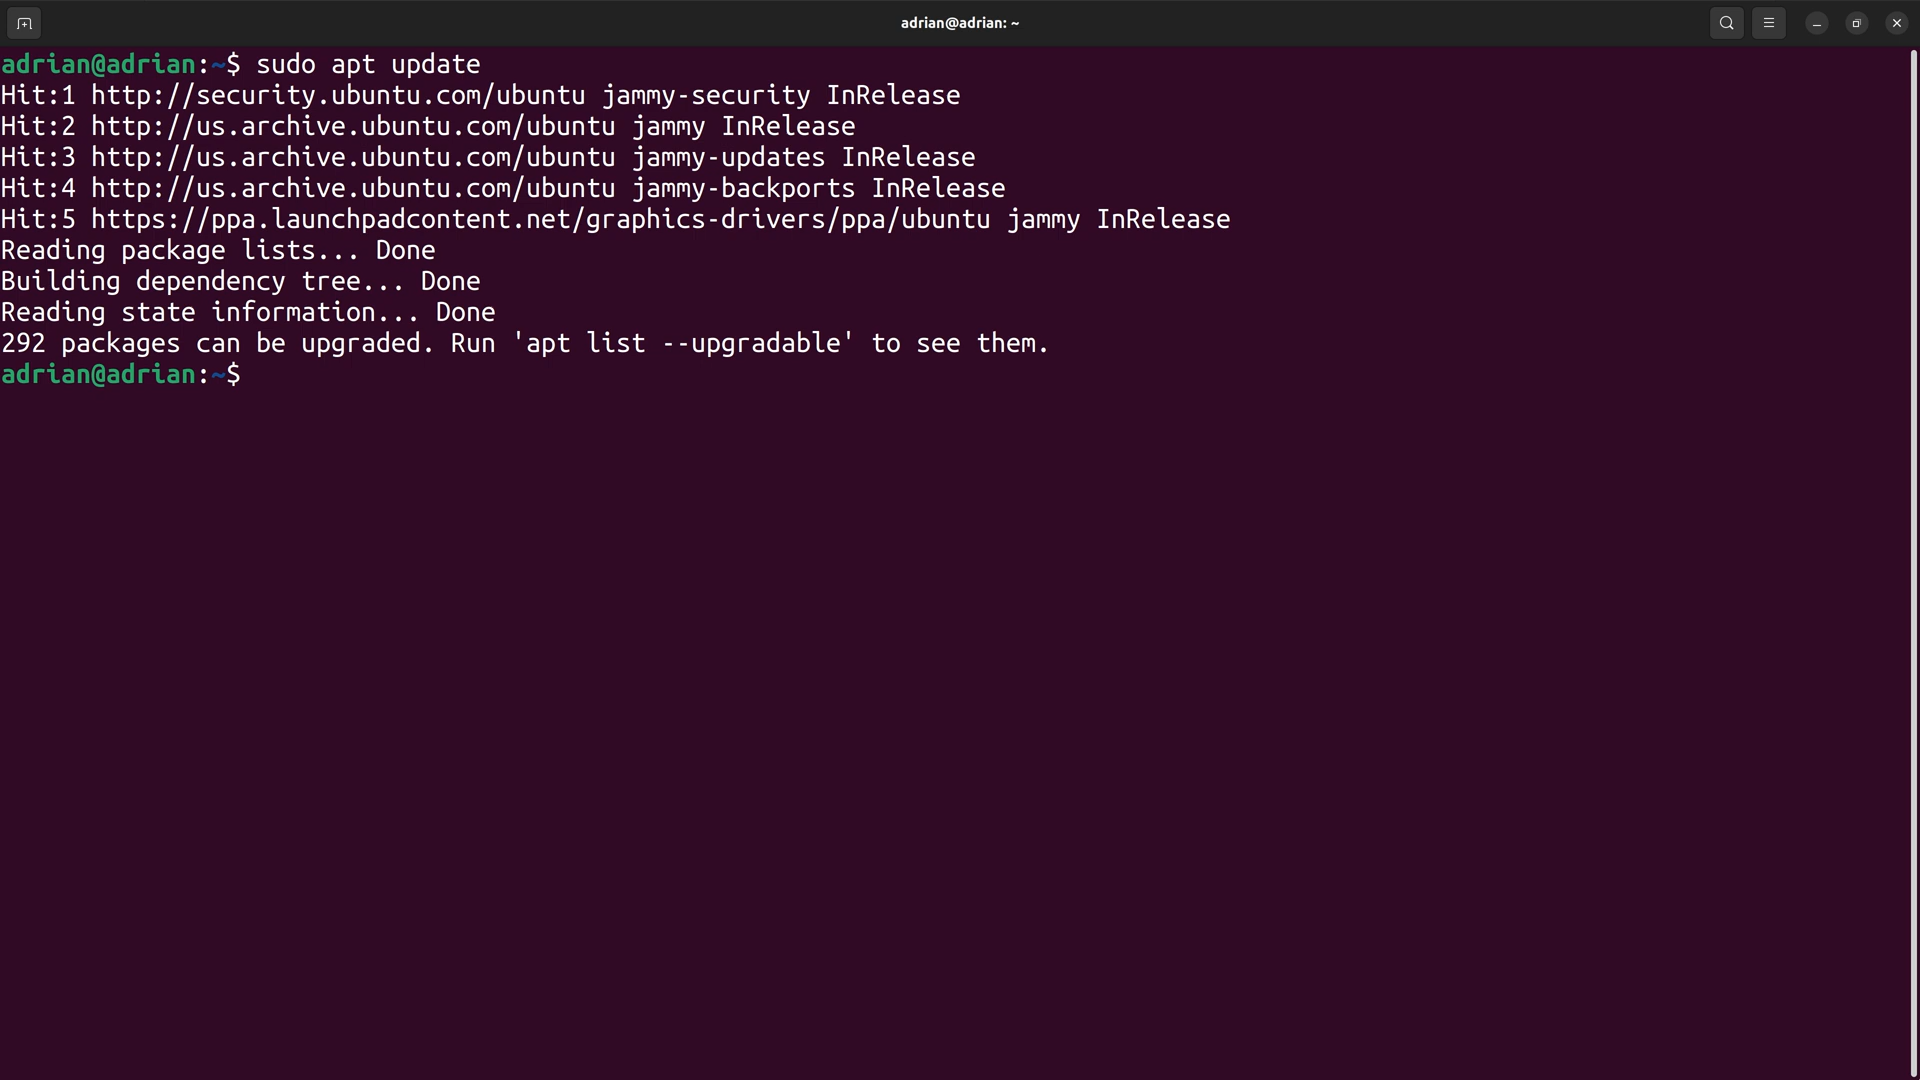 adrian@adrian: ~
adrian@adrian:~$ sudo apt update
Hit:1 http://security.ubuntu.com/ubuntu jammy-security InRelease
Hit:2 http://us.archive.ubuntu.com/ubuntu jammy InRelease
Hit:3 http://us.archive.ubuntu.com/ubuntu jammy-updates InRelease
Hit:4 http://us.archive.ubuntu.com/ubuntu jammy-backports InRelease
Hit:5 https://ppa.launchpadcontent.net/graphics-drivers/ppa/ubuntu jammy InRelease
Reading package lists... Done
Building dependency tree... Done
Reading state information... Done
292 packages can be upgraded. Run 'apt list --upgradable' to see them.
adrian@adrian:~$